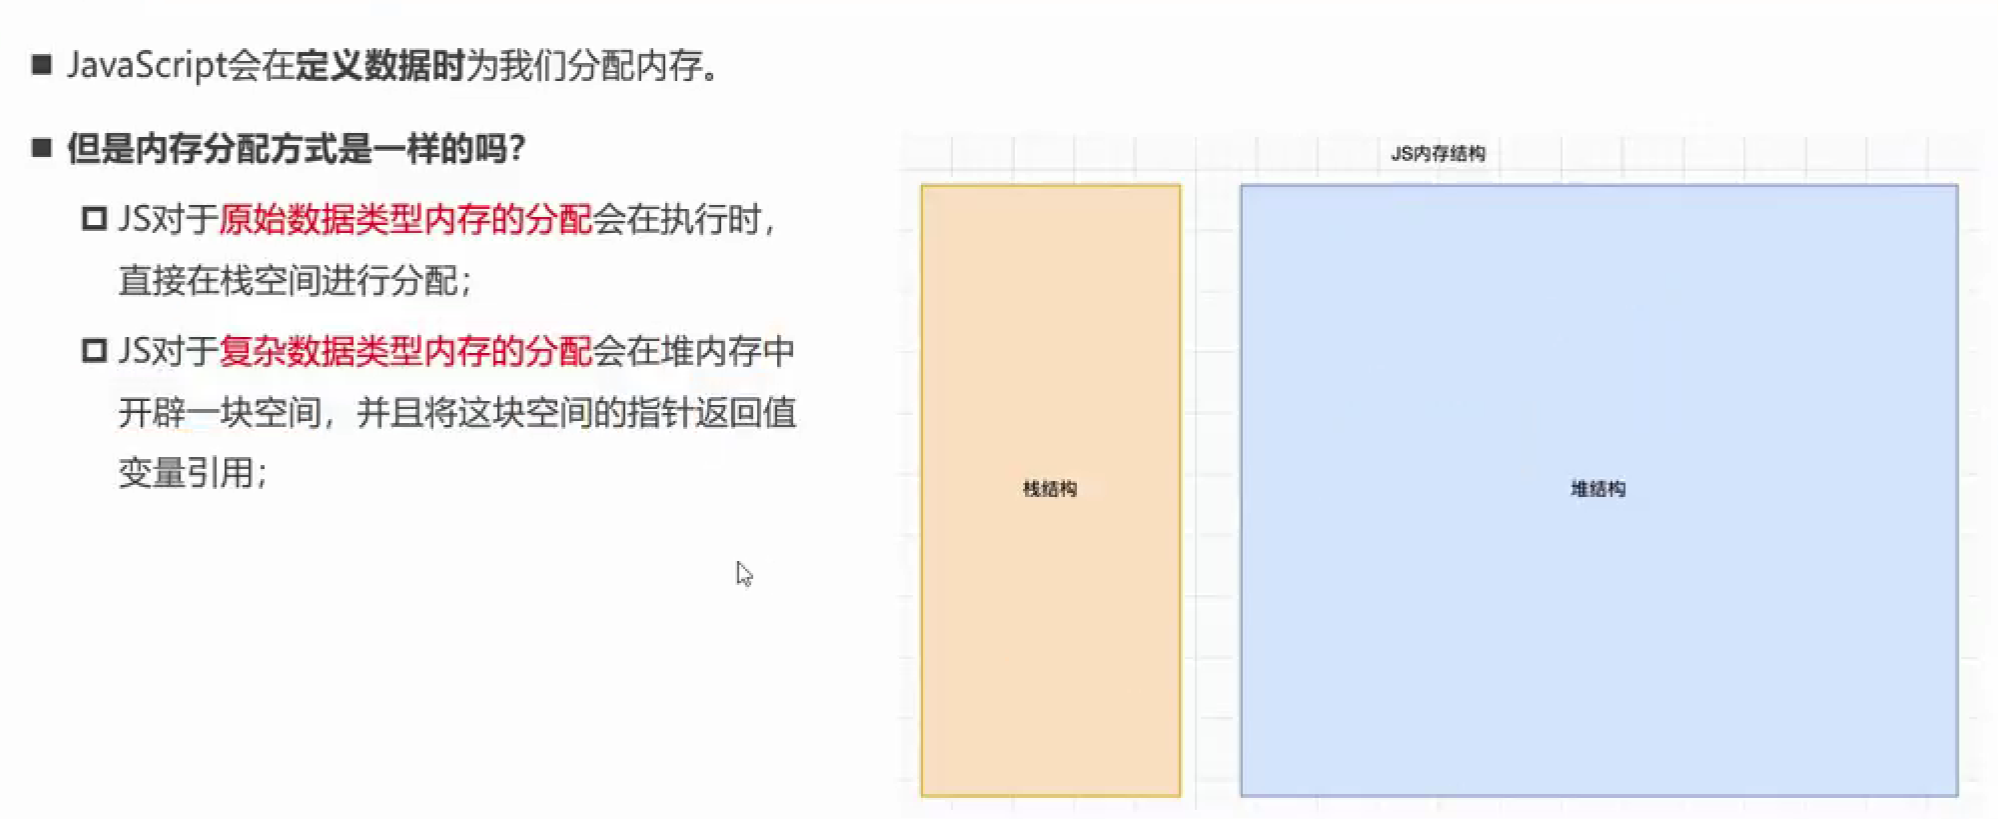 JavaScript会在定义数据时为我们分配内存。
但是内存分配方式是一样的吗?
JS对于原始数据类型内存的分配会在执行时,
直接在栈空间进行分配;
JS对于复杂数据类型内存的分配会在堆内存中
开辟一块空间，并且将这块空间的指针返回值
变量引用;
JS内存结构
栈结构
堆结构